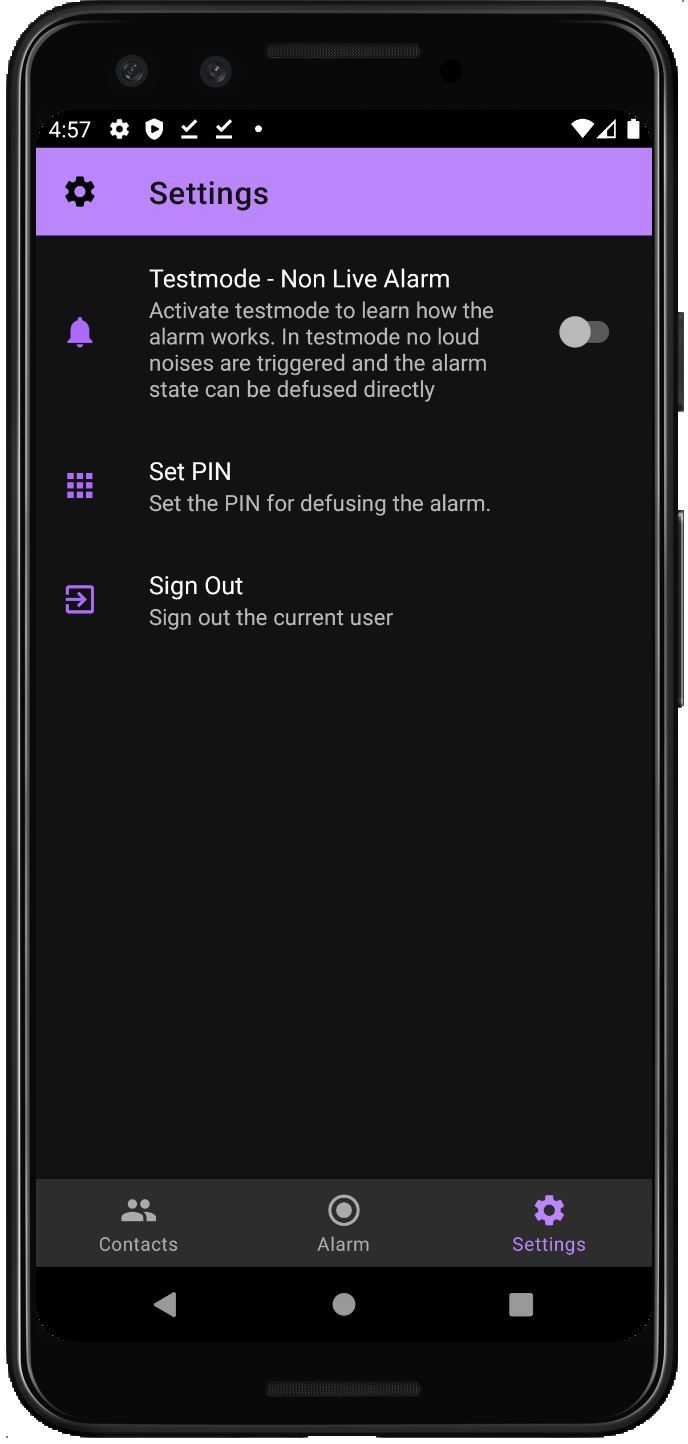 4:57
Settings
Testmode - Non Live Alarm
Activate testmode to learn how the
alarm works. In testmode no loud
noises are triggered and the alarm
state can be defused directly
Set PIN
Set the PIN for defusing the alarm.
Sign Out
Sign out the current user
Contacts
Alarm
Settings